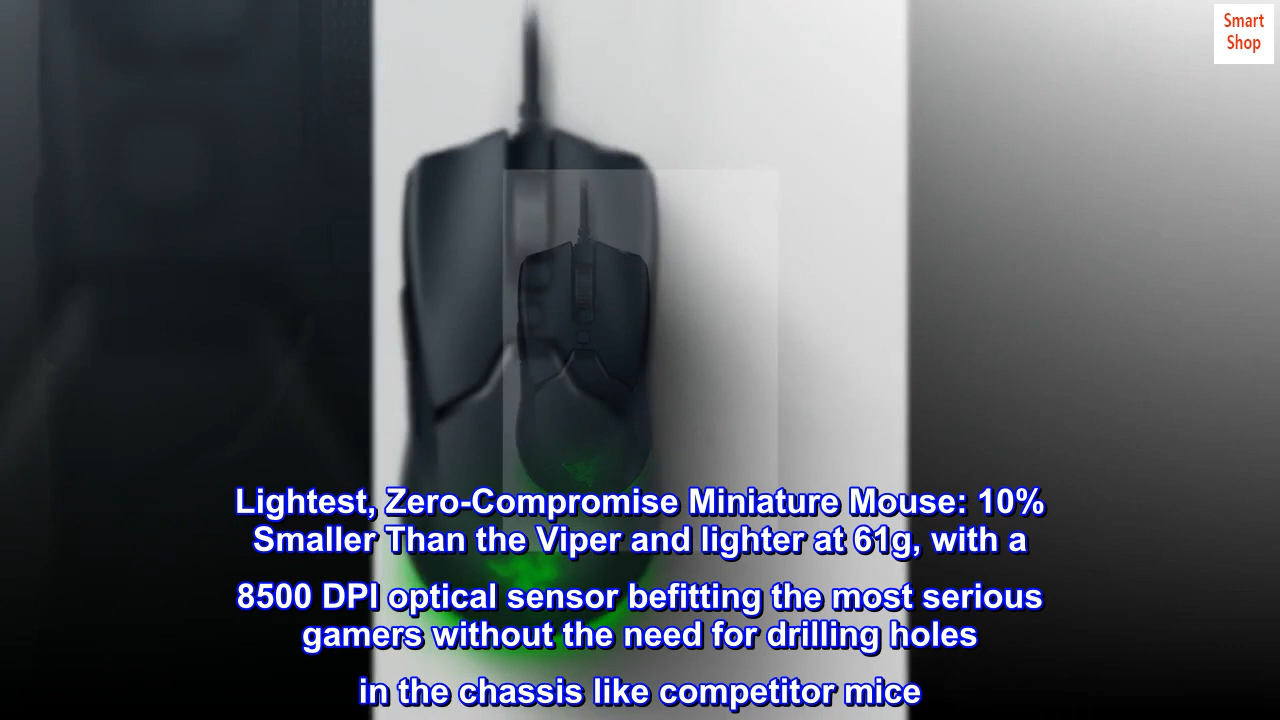 Smart
Shop
Lightest, Zero-Compromise Miniature Mouse: 10%
Smaller Than the Viper and lighter at 61g, with a
8500 DPI optical sensor befitting the most serious
gamers without the need for drilling holes
in the chassis like competitor mice